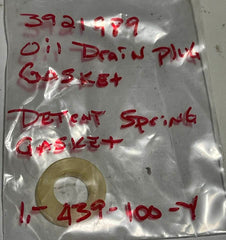 3921989
Oil Drain Plug
GASKET
DETENT Spring
GASKET
1,- 439-100-Y